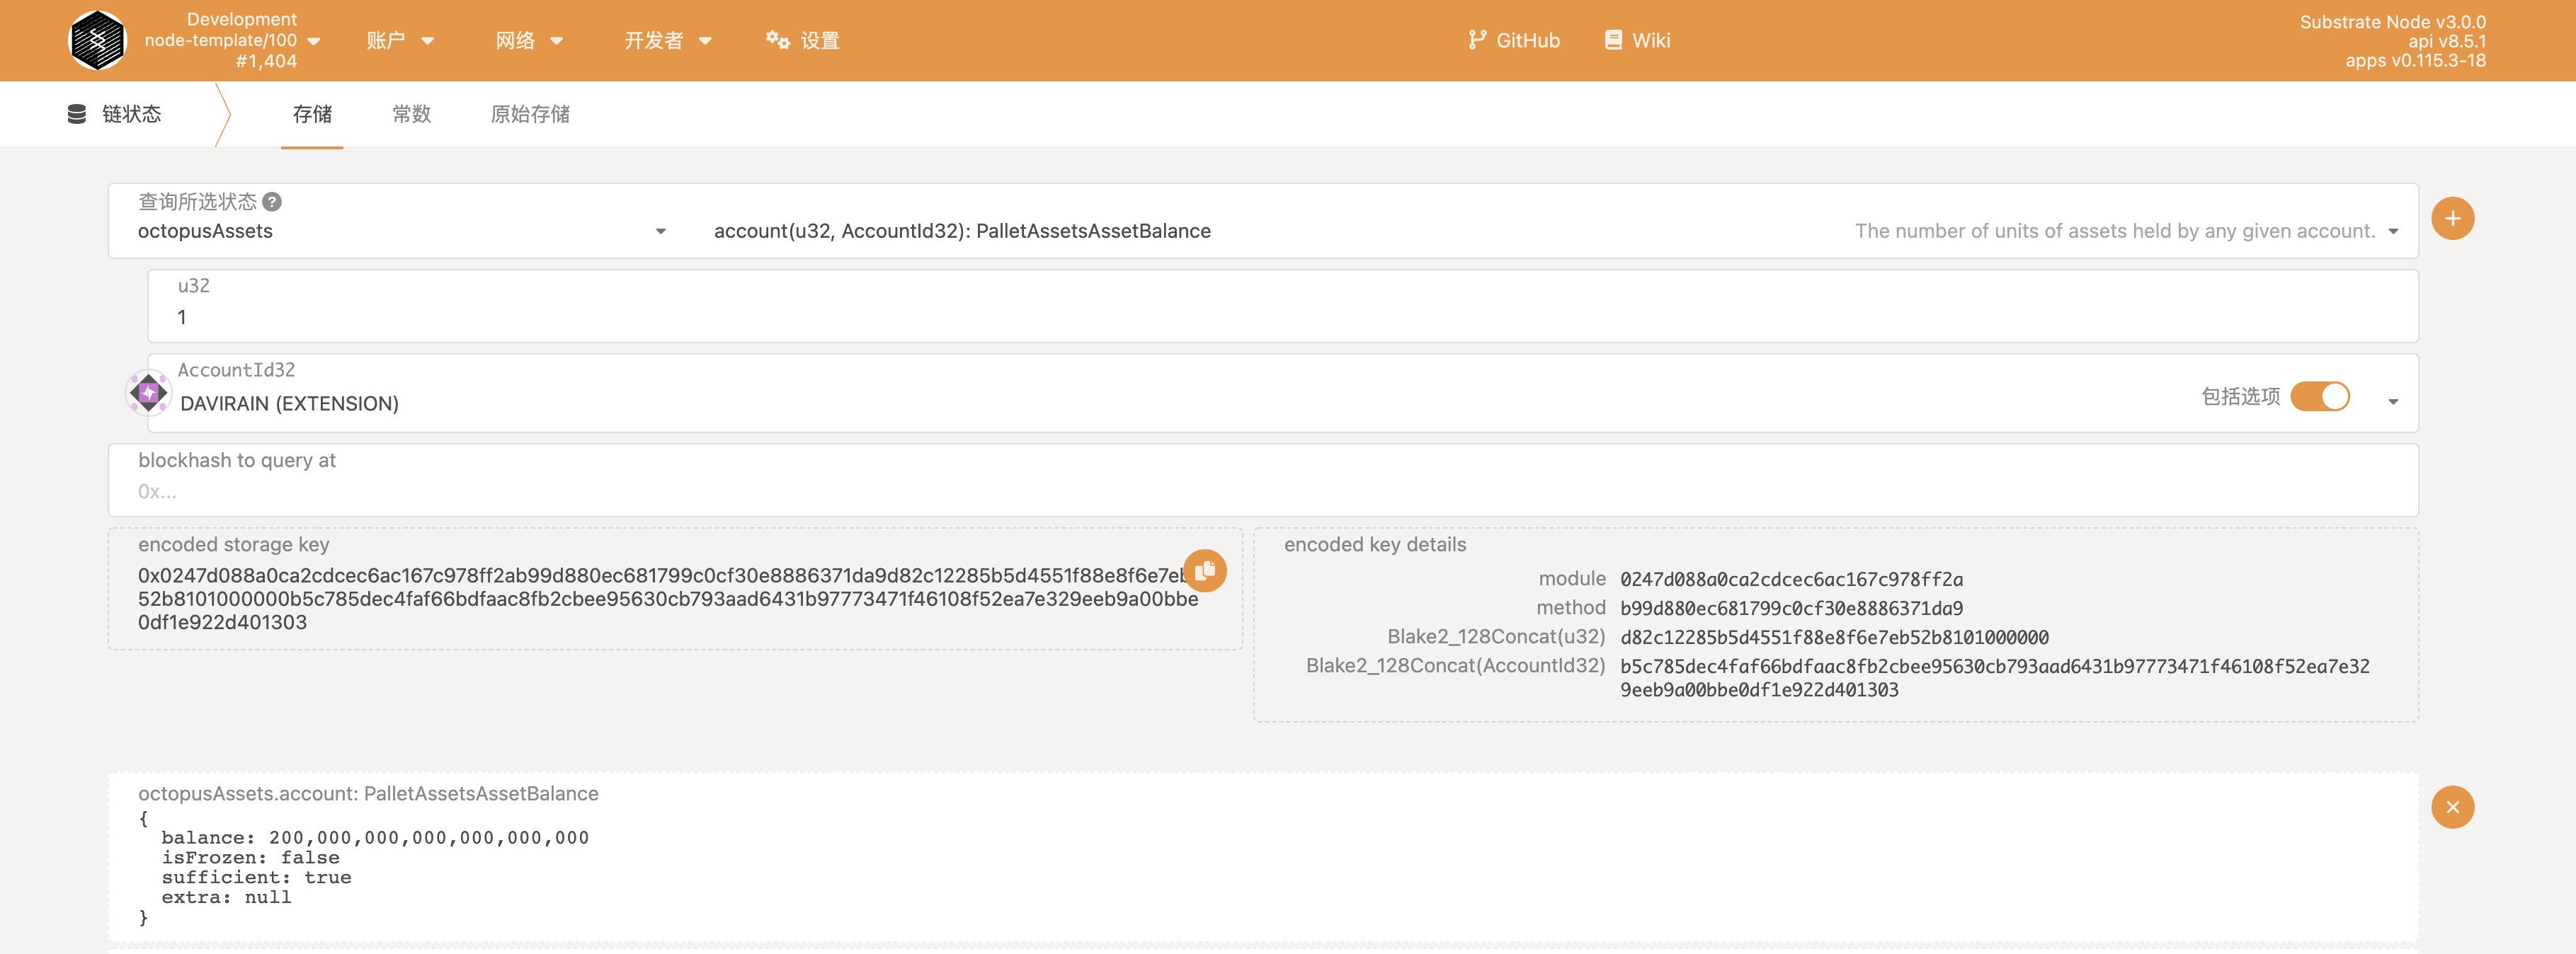 Development
node-template/100
#1,404
账户
网络
开发者
设置
GitHub
Wiki
Substrate Node v3.0.0
api v8.5.1
apps v0.115.3-18
链状态
存储
常数
原始存储
查询所选状态 ?
octopusAssets
account(u32, AccountId32): PalletAssetsAssetBalance
The number of units of assets held by any given account.
u32
1
AccountId32
DAVIRAIN (EXTENSION)
包括选项
blockhash to query at
0x...
encoded storage key
0x0247d088a0ca2cdcec6ac167c978ff2ab99d880ec681799c0cf30e8886371da9d82c12285b5d4551f88e8f6e7eb
52b8101000000b5c785dec4faf66bdfaac8fb2cbee95630cb793aad6431b97773471f46108f52ea7e329eeb9a00bbe
0df1e922d401303
encoded key details
module 0247d088a0ca2cdcec6ac167c978ff2a
method b99d880ec681799c0cf30e8886371da9
Blake2_128Concat(u32) d82c12285b5d4551f88e8f6e7eb52b8101000000
Blake2_128Concat(AccountId32) b5c785dec4faf66bdfaac8fb2cbee95630cb793aad6431b97773471f46108f52ea7e32
9eeb9a00bbe0df1e922d401303
octopusAssets.account: PalletAssetsAssetBalance
{
balance: 200,000,000,000,000,000,000
isFrozen: false
sufficient: true
extra: null
}